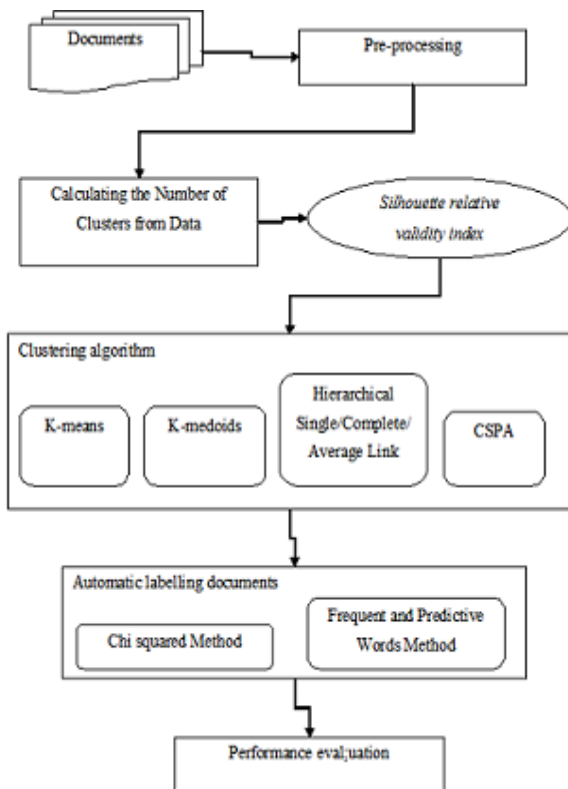 Documents
Pre-processing
Calculating the Number of
Clusters from Data
Silhouette relative
validity index
Clustering algorithm
K-means
K-medoids
Hierarchical
Single/Complete/
Average Link
CSPA
Automatic labelling documents
Chi squared Method
Frequent and Predictive
Words Method
Performance eval;uation